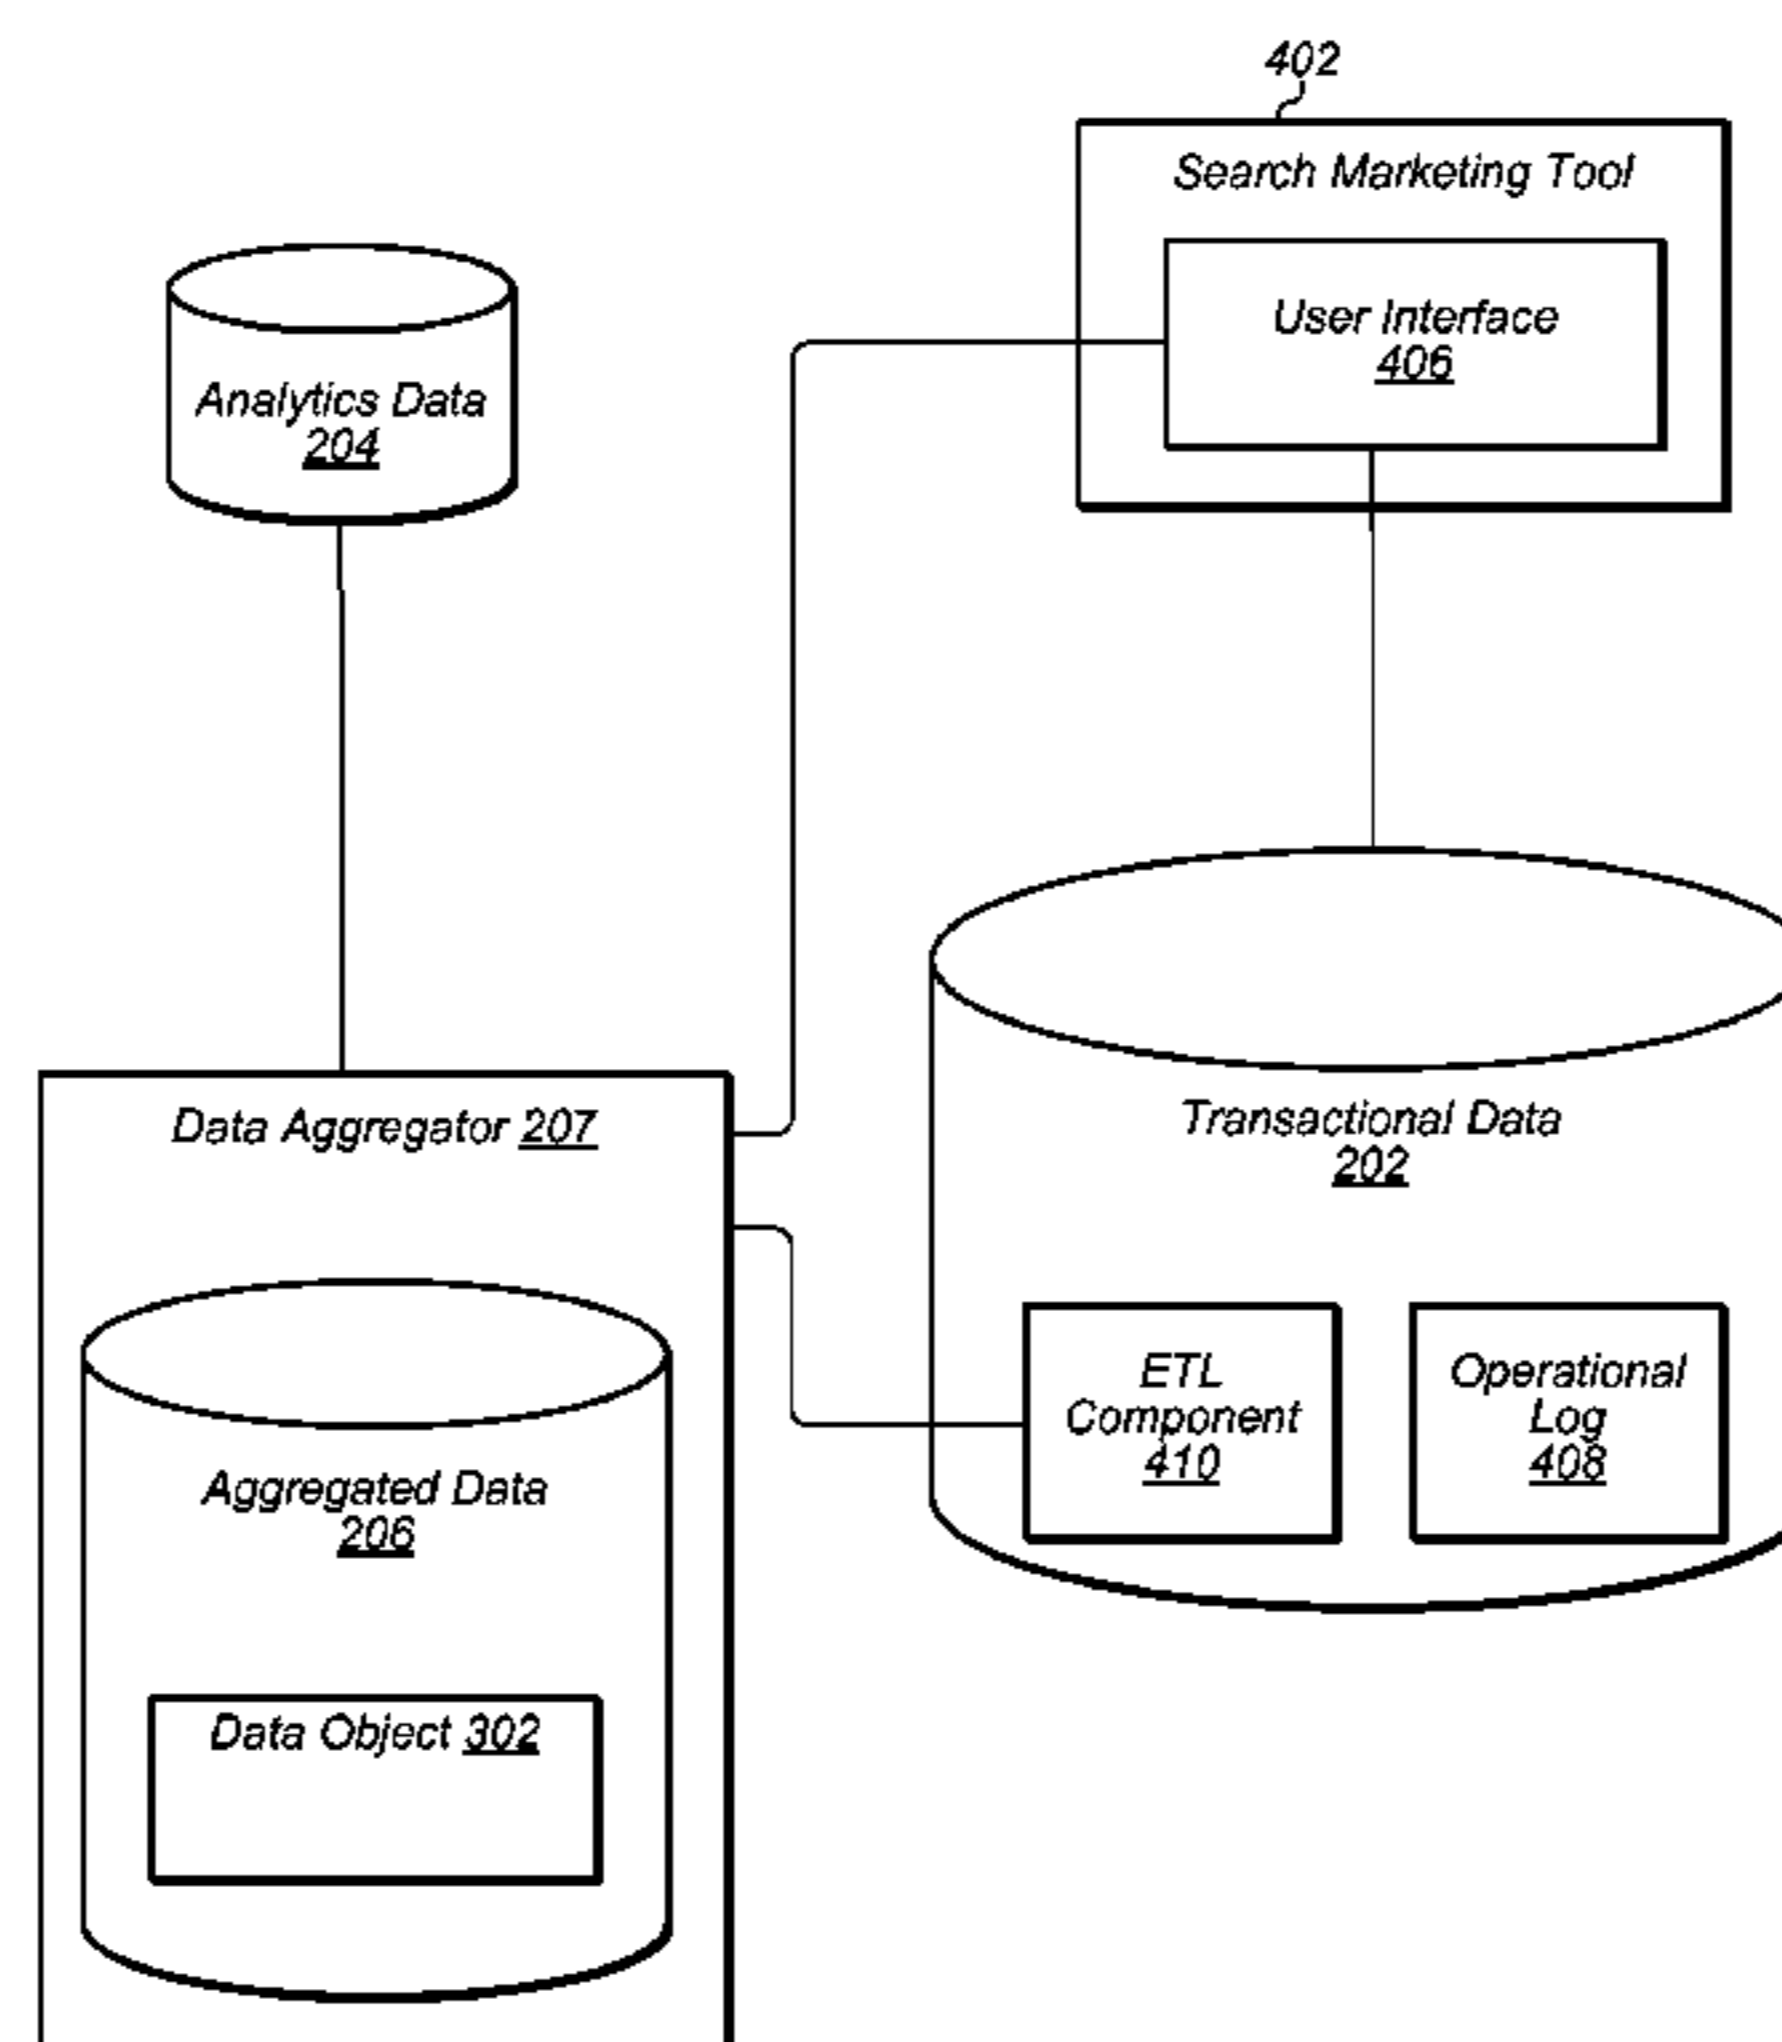 402
Search Marketing Tool
User Interface
406
Analytics Data
204
Data Aggregator 207
Transactional Data
202
ETL
Component
410
Operational
Log
408
Aggregated Data
206
Data Object 302